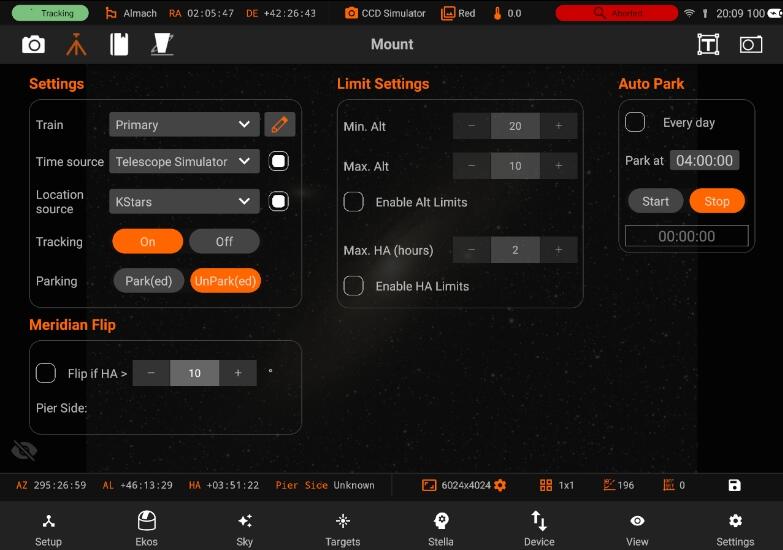 Tracking Almach RA 02:05:47 DE +42:26:43 CCD Simulator Red 0.0 Aborted 20:09 100
Mount
Settings
Train Primary
Time source Telescope Simulator
Location source KStars
Tracking On Off
Parking Park(ed) UnPark(ed)
Meridian Flip
Flip if HA > − 10 + °
Pier Side:
Limit Settings
Min. Alt − 20 +
Max. Alt − 10 +
Enable Alt Limits
Max. HA (hours) − 2 +
Enable HA Limits
Auto Park
Every day
Park at 04:00:00
Start Stop
00:00:00
AZ 295:26:59 AL +46:13:29 HA +03:51:22 Pier Side Unknown 6024x4024 1x1 196 0
Setup Ekos Sky Targets Stella Device View Settings